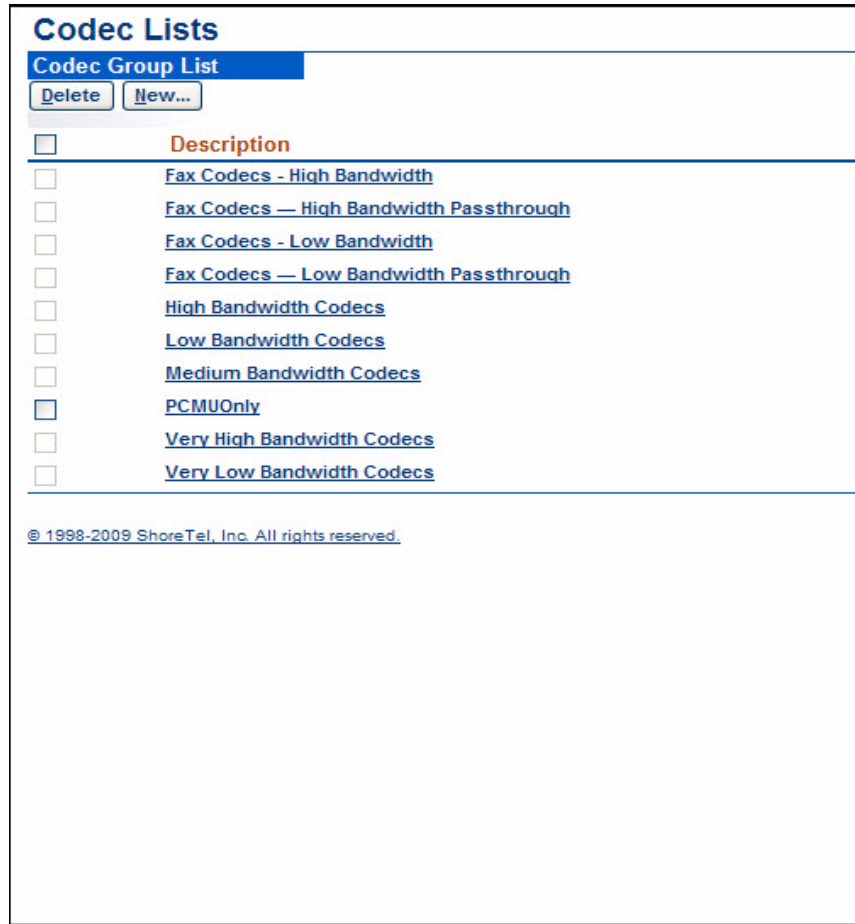 Codec Lists
Codec Group List
Delete New...
Description
Fax Codecs - High Bandwidth
Fax Codecs — High Bandwidth Passthrough
Fax Codecs - Low Bandwidth
Fax Codecs — Low Bandwidth Passthrough
High Bandwidth Codecs
Low Bandwidth Codecs
Medium Bandwidth Codecs
PCMUOnly
Very High Bandwidth Codecs
Very Low Bandwidth Codecs
© 1998-2009 ShoreTel, Inc. All rights reserved.